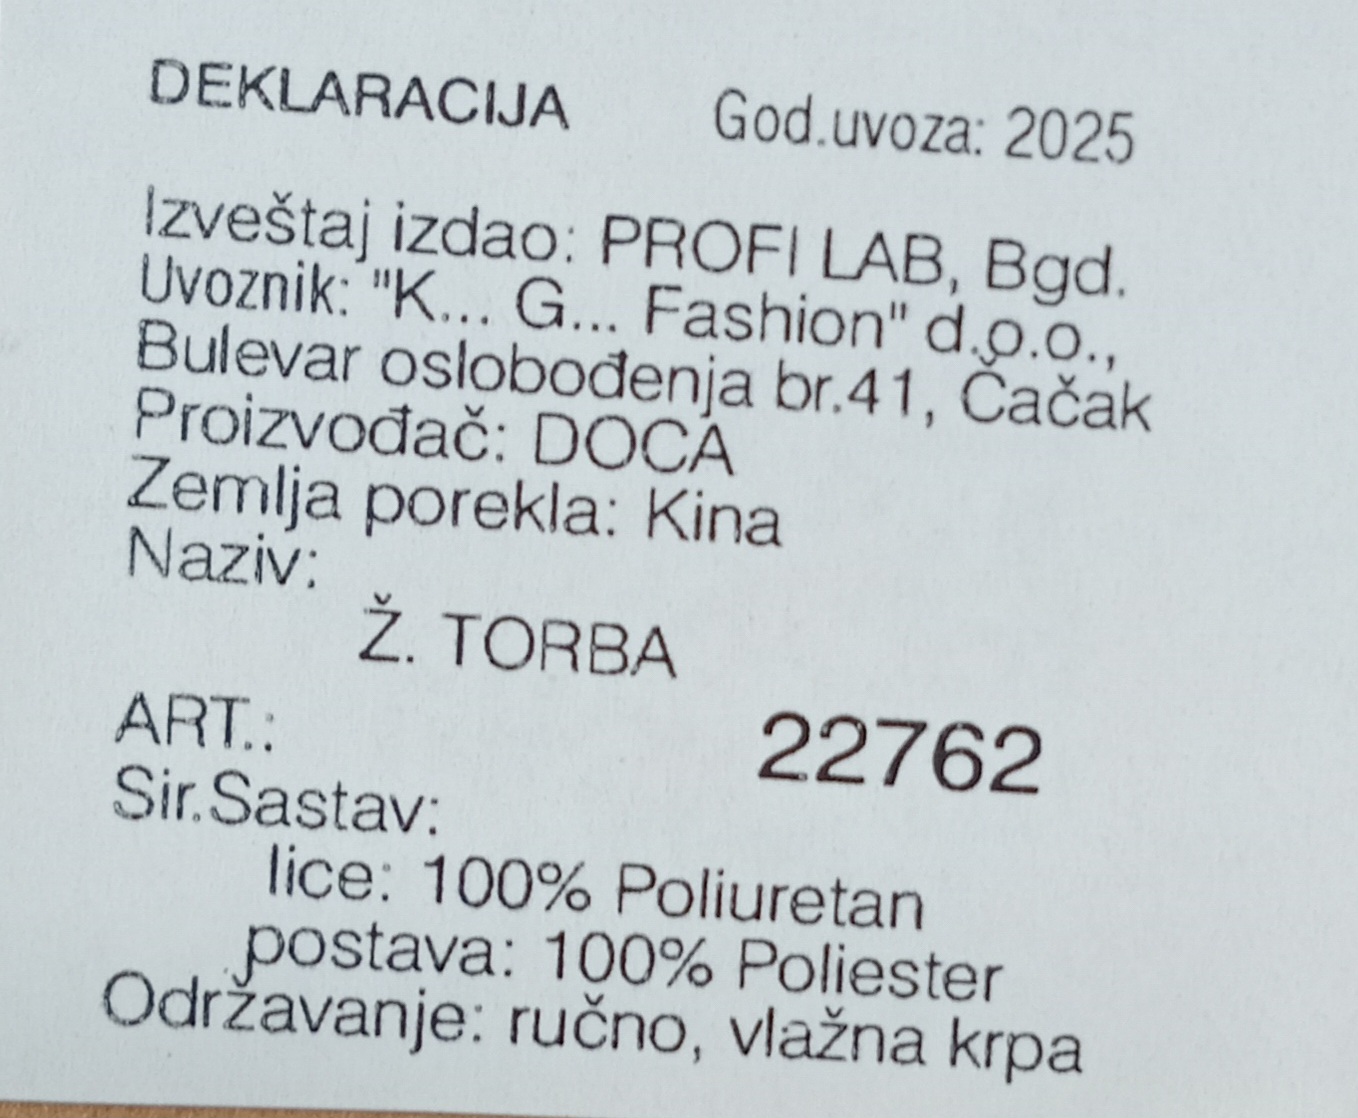 DEKLARACIJA God.uvoza: 2025
Izveštaj izdao: PROFI LAB, Bgd.
Uvoznik: "K... G... Fashion" d.o.o.,
Bulevar oslobođenja br.41, Čačak
Proizvođač: DOCA
Zemlja porekla: Kina
Naziv:
Ž. TORBA
ART.: 22762
Sir.Sastav:
lice: 100% Poliuretan
postava: 100% Poliester
Održavanje: ručno, vlažna krpa